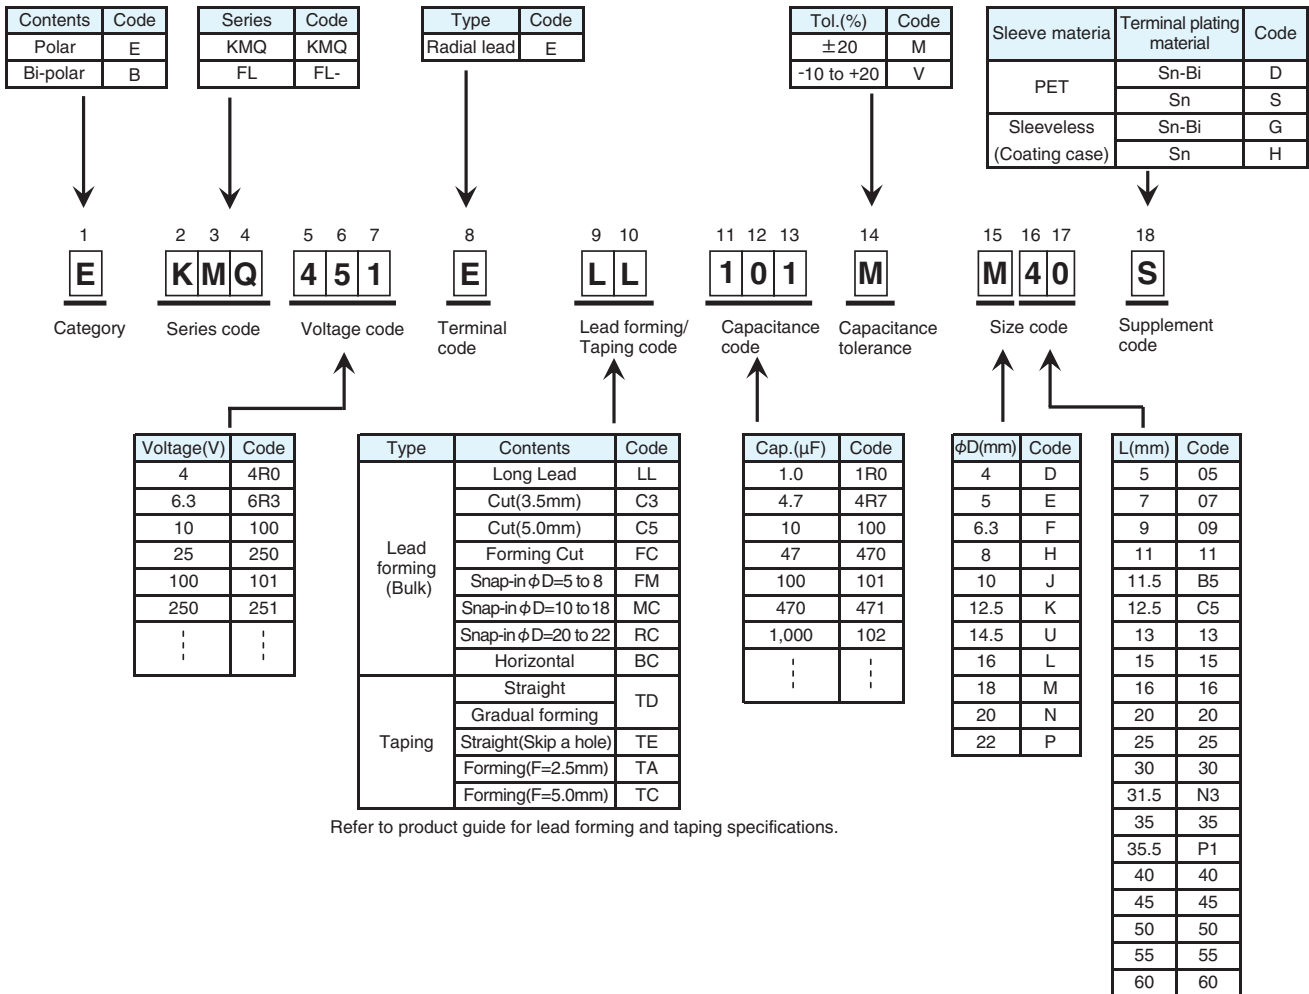 Contents Code
Polar E
Bi-polar B
Series Code
KMQ KMQ
FL FL-
Type Code
Radial lead E
Tol.(%) Code
±20 M
-10 to +20 V
Sleeve materia Terminal plating material Code
PET Sn-Bi D
Sn S
Sleeveless (Coating case) Sn-Bi G
Sn H
1 2 3 4 5 6 7 8 9 10 11 12 13 14 15 16 17 18
E K M Q 4 5 1 E L L 1 0 1 M M 4 0 S
Category
Series code
Voltage code
Terminal
code
Lead forming/
Taping code
Capacitance
code
Capacitance
tolerance
Size code
Supplement
code
Voltage(V) Code
4 4R0
6.3 6R3
10 100
25 250
100 101
250 251
Type Contents Code
Lead forming (Bulk) Long Lead LL
Cut(3.5mm) C3
Cut(5.0mm) C5
Forming Cut FC
Snap-in ϕD=5 to 8 FM
Snap-in ϕD=10 to 18 MC
Snap-in ϕD=20 to 22 RC
Horizontal BC
Taping Straight TD
Gradual forming
Straight(Skip a hole) TE
Forming(F=2.5mm) TA
Forming(F=5.0mm) TC
Refer to product guide for lead forming and taping specifications.
Cap.(µF) Code
1.0 1R0
4.7 4R7
10 100
47 470
100 101
470 471
1,000 102
ϕD(mm) Code
4 D
5 E
6.3 F
8 H
10 J
12.5 K
14.5 U
16 L
18 M
20 N
22 P
L(mm) Code
5 05
7 07
9 09
11 11
11.5 B5
12.5 C5
13 13
15 15
16 16
20 20
25 25
30 30
31.5 N3
35 35
35.5 P1
40 40
45 45
50 50
55 55
60 60